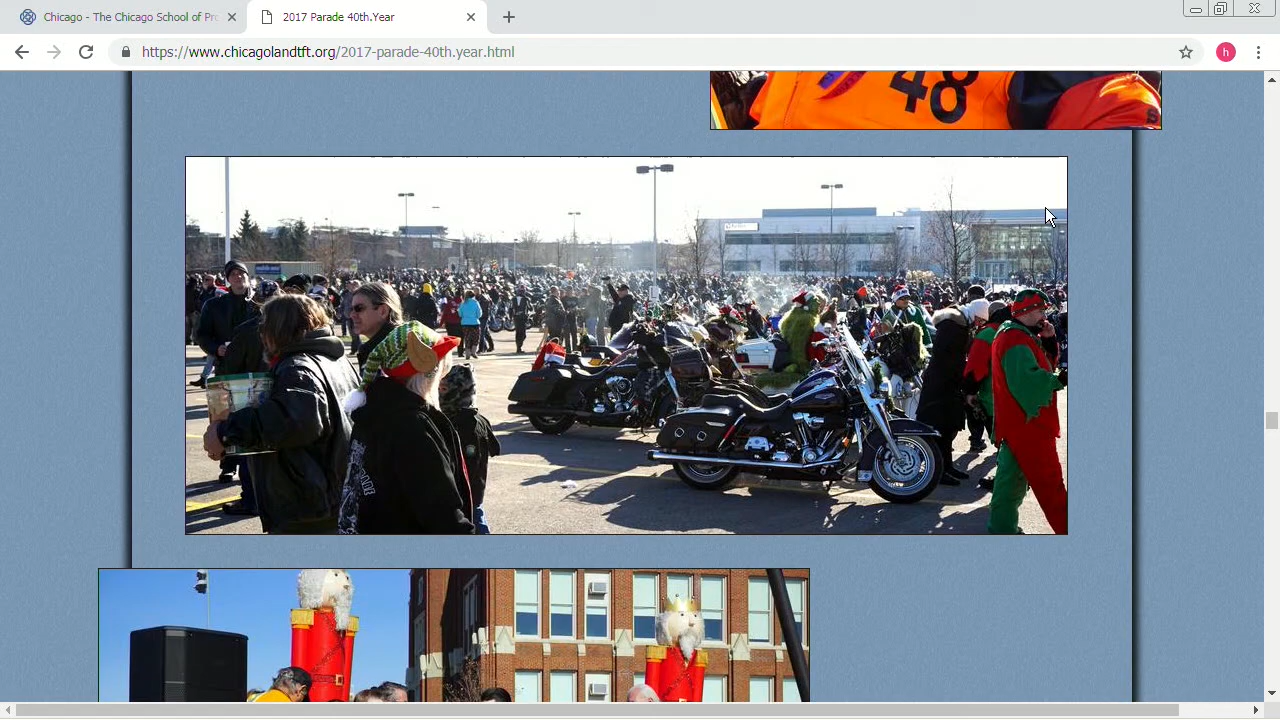 Chicago - The Chicago School of Pr
2017 Parade 40th.Year
https://www.chicagolandtft.org/2017-parade-40th.year.html
h
48